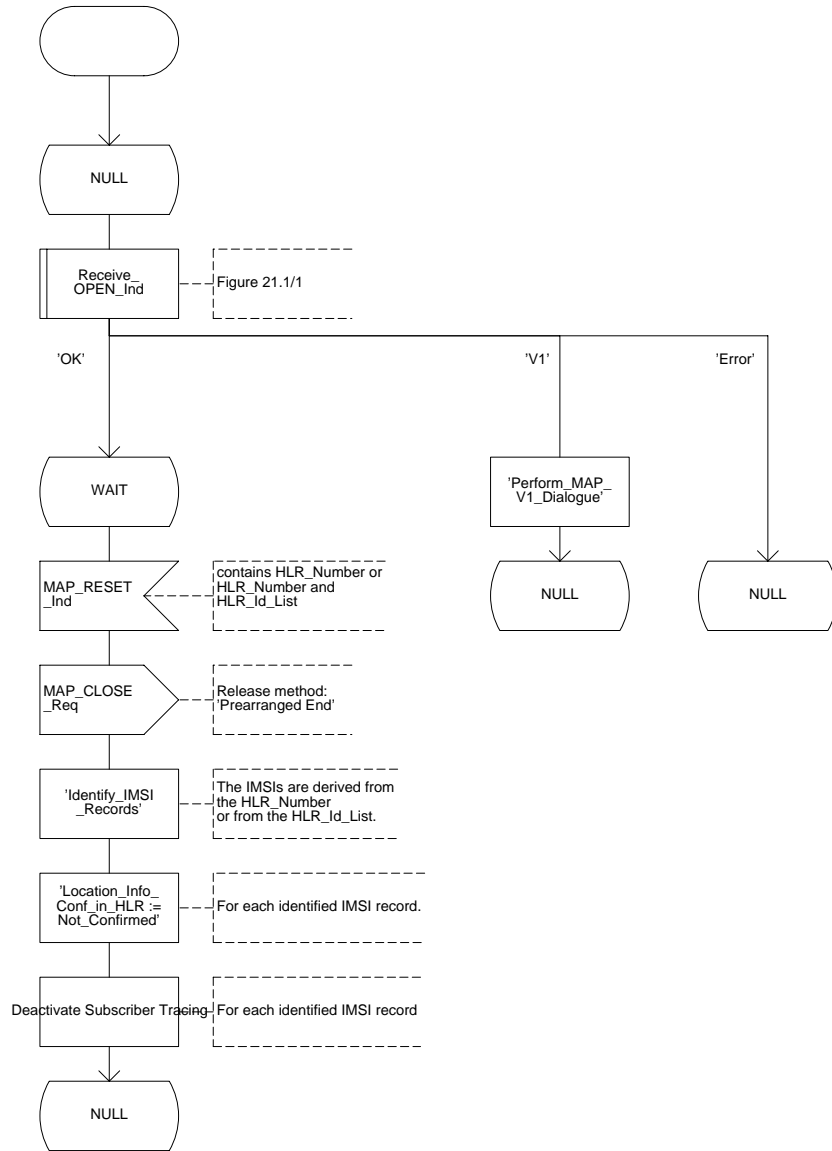 NULL
Receive_
OPEN_Ind
Figure 21.1/1
'OK'
'V1'
'Error'
WAIT
'Perform_MAP_
V1_Dialogue'
MAP_RESET
_Ind
contains HLR_Number or
HLR_Number and
HLR_Id_List
NULL
NULL
MAP_CLOSE
_Req
Release method:
'Prearranged End'
'Identify_IMSI
_Records'
The IMSIs are derived from
the HLR_Number
or from the HLR_Id_List.
'Location_Info_
Conf_in_HLR :=
Not_Confirmed'
For each identified IMSI record.
Deactivate Subscriber Tracing
For each identified IMSI record
NULL